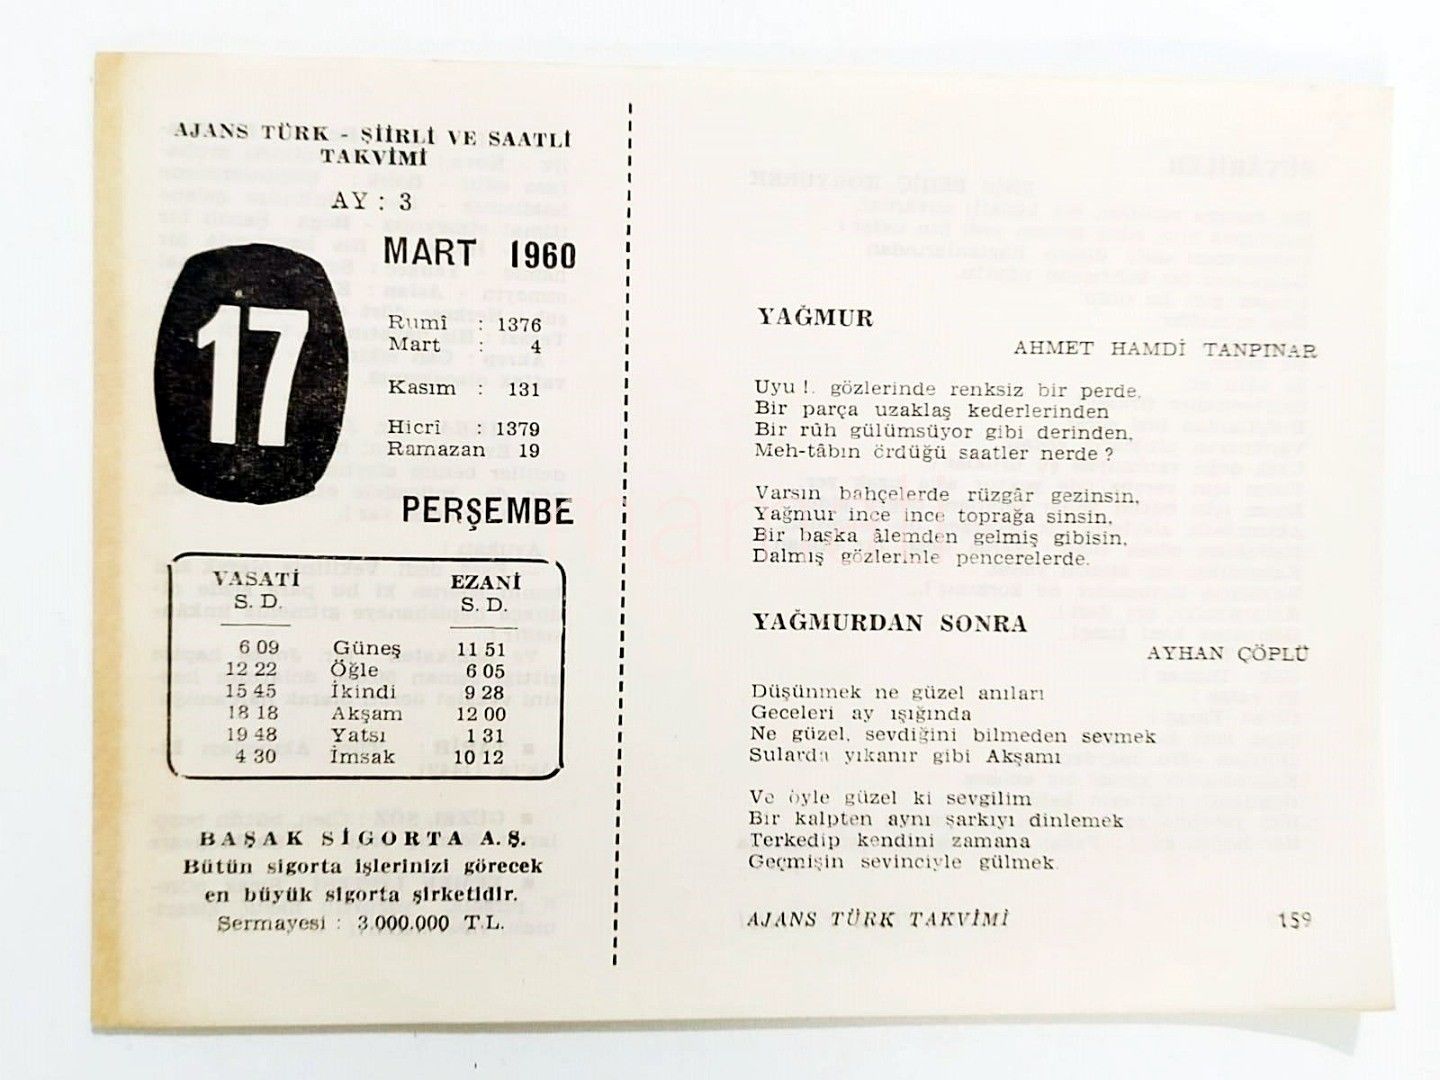 AJANS TÜRK - ŞİİRLİ VE SAATLİ
TAKVİMİ
AY : 3
MART 1960
17
Rumî : 1376
Mart : 4
Kasım : 131
Hicrî : 1379
Ramazan 19
PERŞEMBE
VASATİ EZANİ
S. D. S. D.
6 09 Güneş 11 51
12 22 Öğle 6 05
15 45 İkindi 9 28
18 18 Akşam 12 00
19 48 Yatsı 1 31
4 30 İmsak 10 12
BAŞAK SİGORTA A.Ş.
Bütün sigorta işlerinizi görecek
en büyük sigorta şirketidir.
Sermayesi : 3.000.000 T.L.
YAĞMUR
AHMET HAMDİ TANPINAR
Uyu !. gözlerinde renksiz bir perde,
Bir parça uzaklaş kederlerinden
Bir rûh gülümsüyor gibi derinden,
Meh-tâbın ördüğü saatler nerde ?
Varsın bahçelerde rüzgâr gezinsin,
Yağmur ince ince toprağa sinsin,
Bir başka âlemden gelmiş gibisin,
Dalmış gözlerinle pencerelerde.
YAĞMURDAN SONRA
AYHAN ÇÖPLÜ
Düşünmek ne güzel anıları
Geceleri ay ışığında
Ne güzel, sevdiğini bilmeden sevmek
Sularda yıkanır gibi Akşamı
Ve öyle güzel ki sevgilim
Bir kalpten aynı şarkıyı dinlemek
Terkedip kendini zamana
Geçmişin sevinciyle gülmek
AJANS TÜRK TAKVİMİ 159